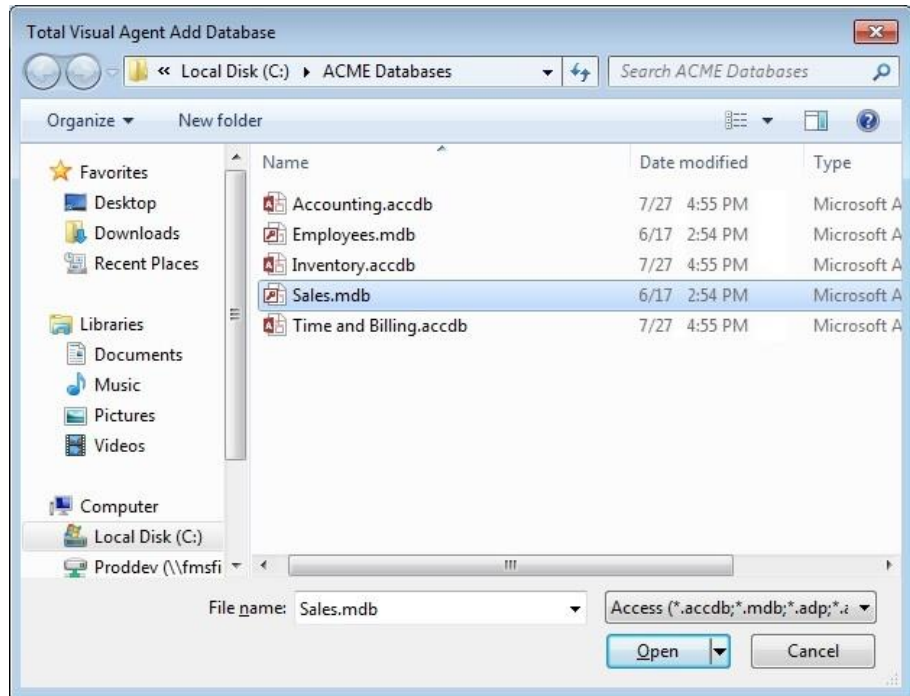 Total Visual Agent Add Database
« Local Disk (C:) ACME Databases
Search ACME Databases
Organize New folder
Name Date modified Type
Favorites
Desktop
Downloads
Recent Places
Libraries
Documents
Music
Pictures
Videos
Computer
Local Disk (C:)
Proddev (\\fmsfi
Accounting.accdb 7/27 4:55 PM Microsoft A
Employees.mdb 6/17 2:54 PM Microsoft A
Inventory.accdb 7/27 4:55 PM Microsoft A
Sales.mdb 6/17 2:54 PM Microsoft A
Time and Billing.accdb 7/27 4:55 PM Microsoft A
File name: Sales.mdb
Access (*.accdb;*.mdb;*.adp;*.a
Open Cancel